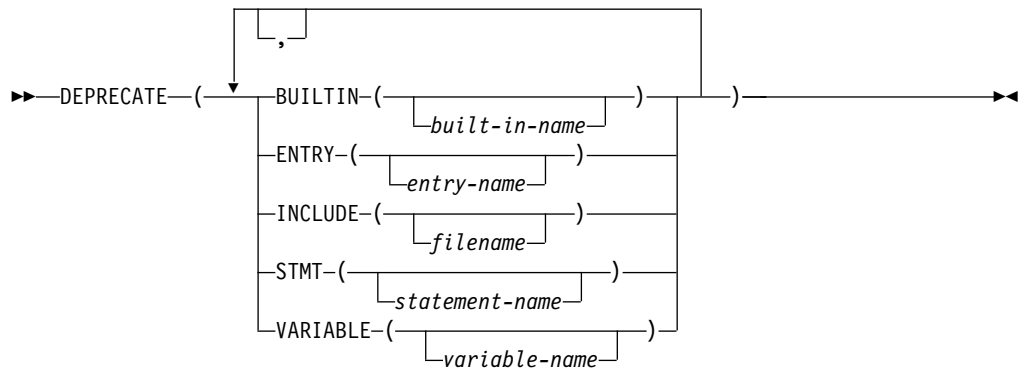 ,
DEPRECATE ( BUILTIN ( ) )
built-in-name
ENTRY ( )
entry-name
INCLUDE ( )
filename
STMT ( )
statement-name
VARIABLE ( )
variable-name